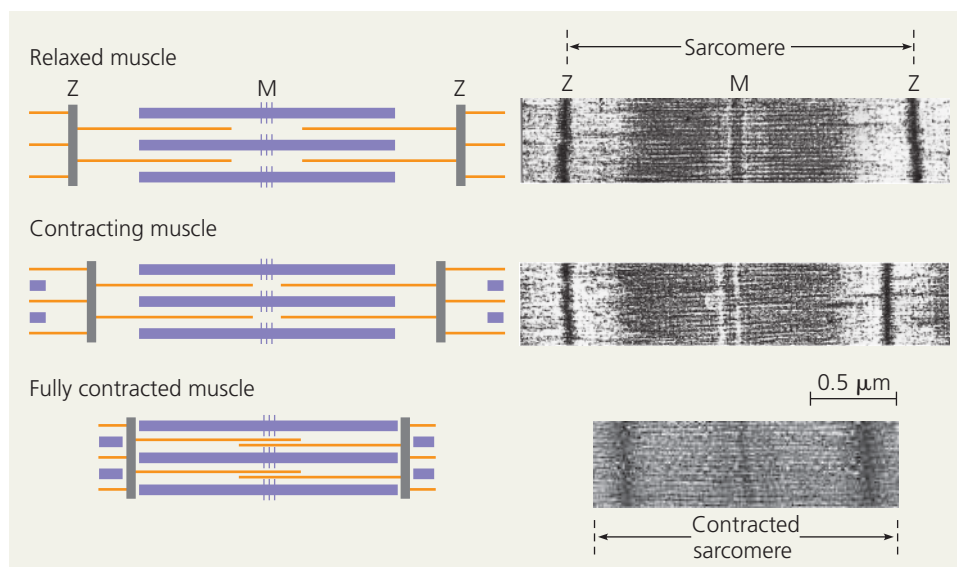 Relaxed muscle
Sarcomere
Z M Z
Z M Z
Contracting muscle
Fully contracted muscle
0.5 μm
Contracted
sarcomere